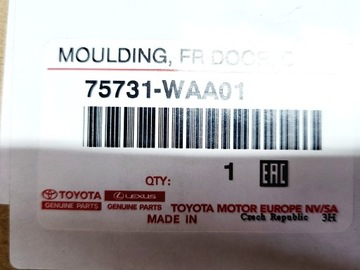 MOULDING, FR DOOR, O
75731-WAA01
QTY: 1 EAC
TOYOTA LEXUS
GENUINE PARTS GENUINE PARTS TOYOTA MOTOR EUROPE NV/SA
MADE IN Czech Republic 3H